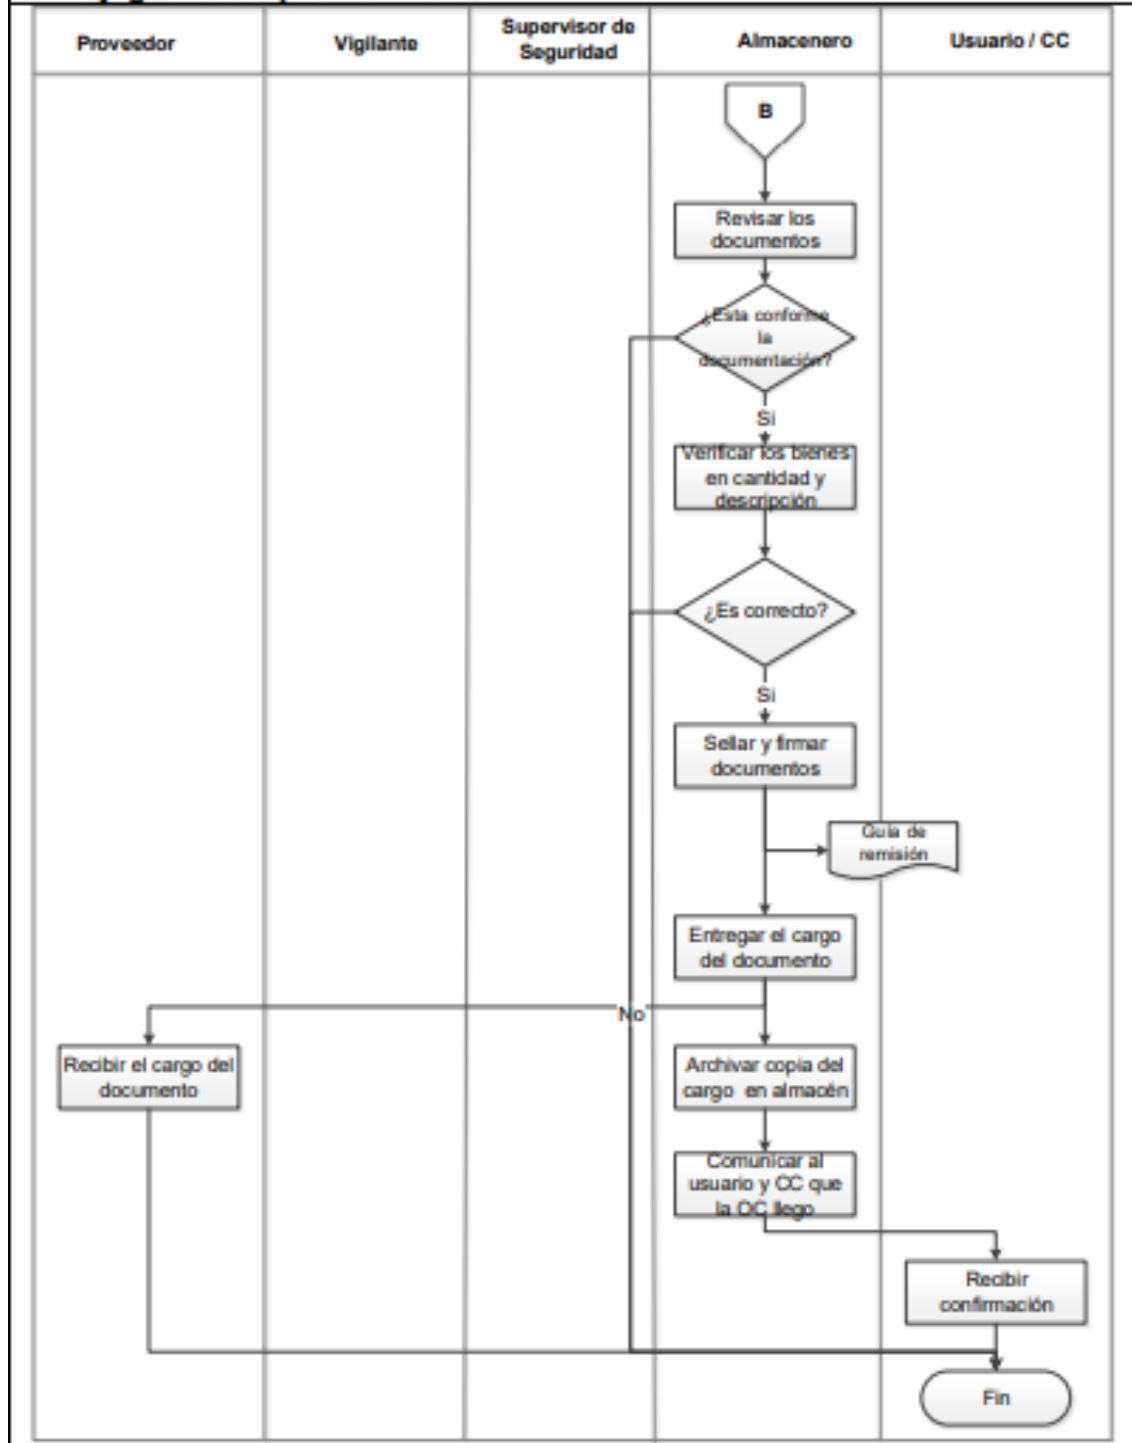 Proveedor
Vigilante
Supervisor de
Seguridad
Almacenero
Usuario / CC
B
Revisar los
documentos
¿Esta conforme
la
documentación?
Si
Verificar los bienes
en cantidad y
descripción
¿Es correcto?
Si
Sellar y firmar
documentos
Guía de
remisión
Entregar el cargo
del documento
No
Recibir el cargo del
documento
Archivar copia del
cargo en almacén
Comunicar al
usuario y CC que
la OC llego
Recibir
confirmación
Fin